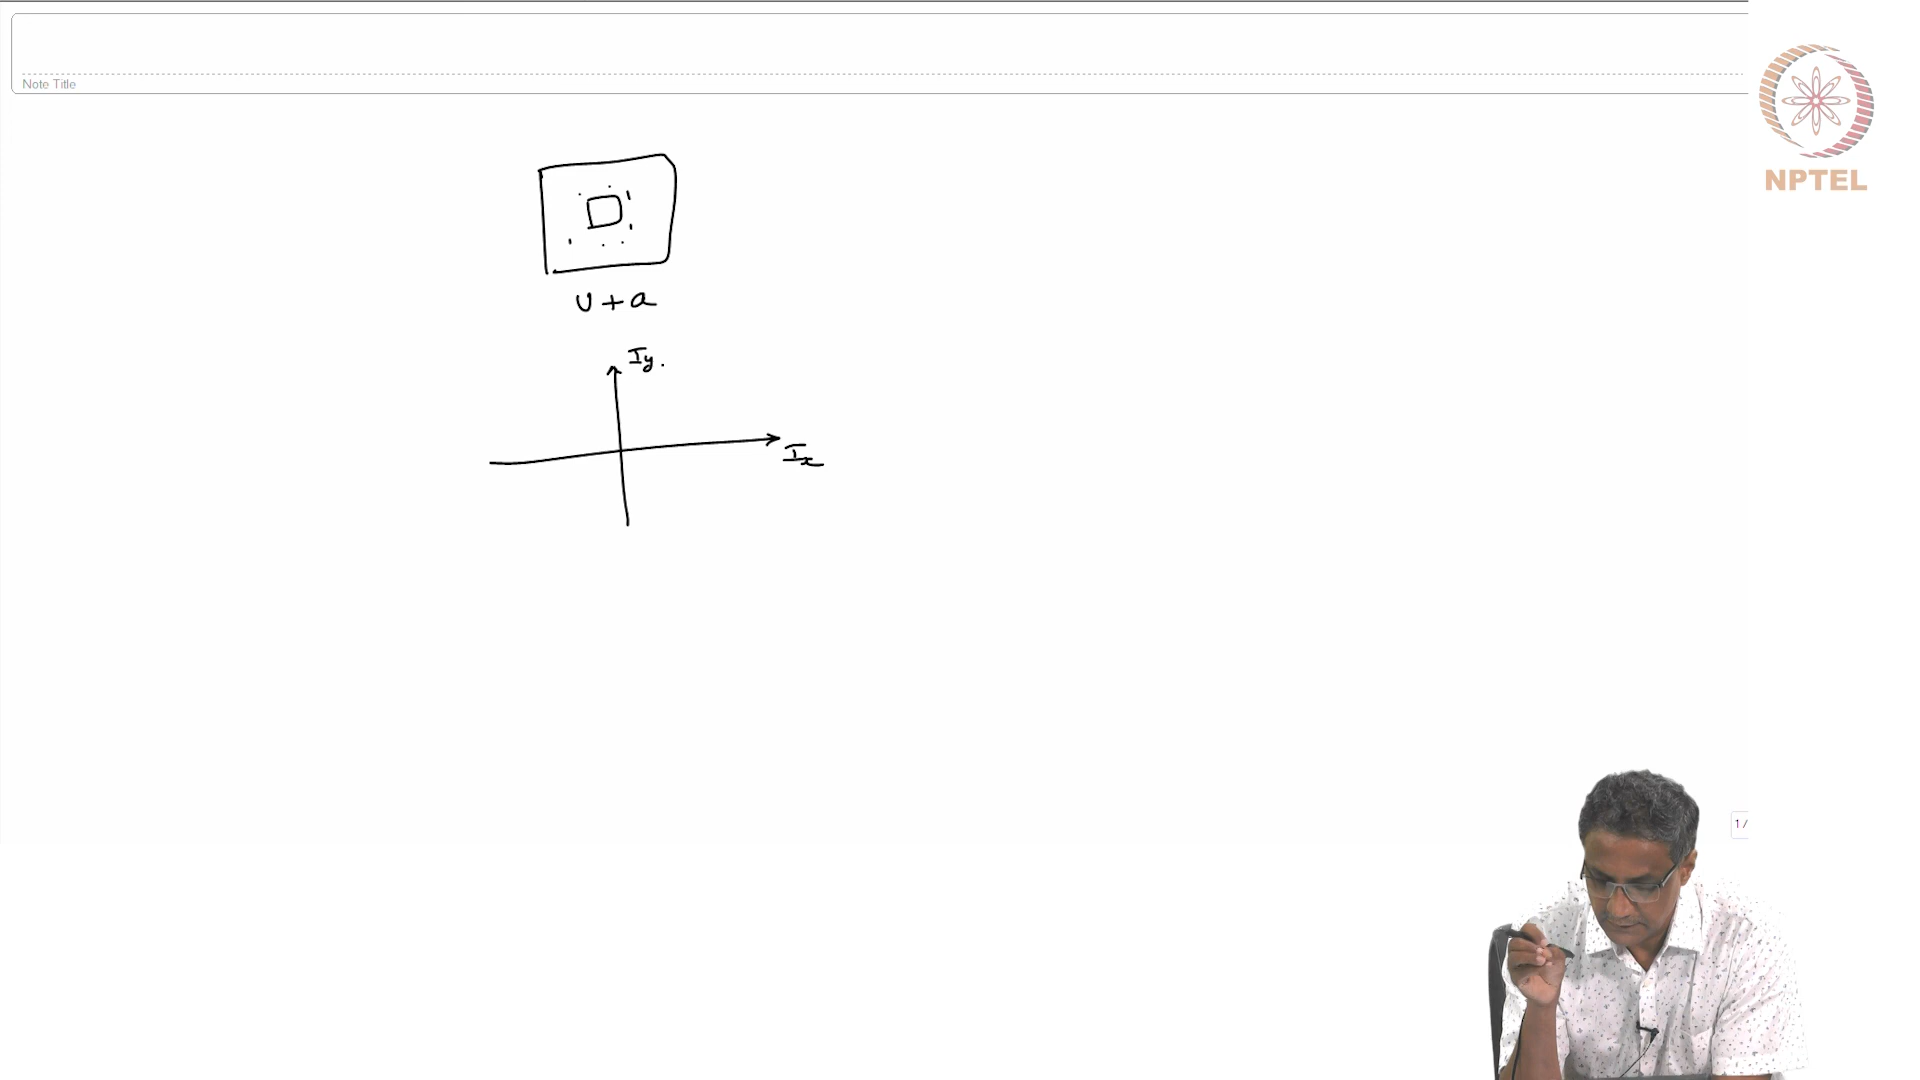 Note Title
NPTEL
U + a
Iy.
Ix
1 /